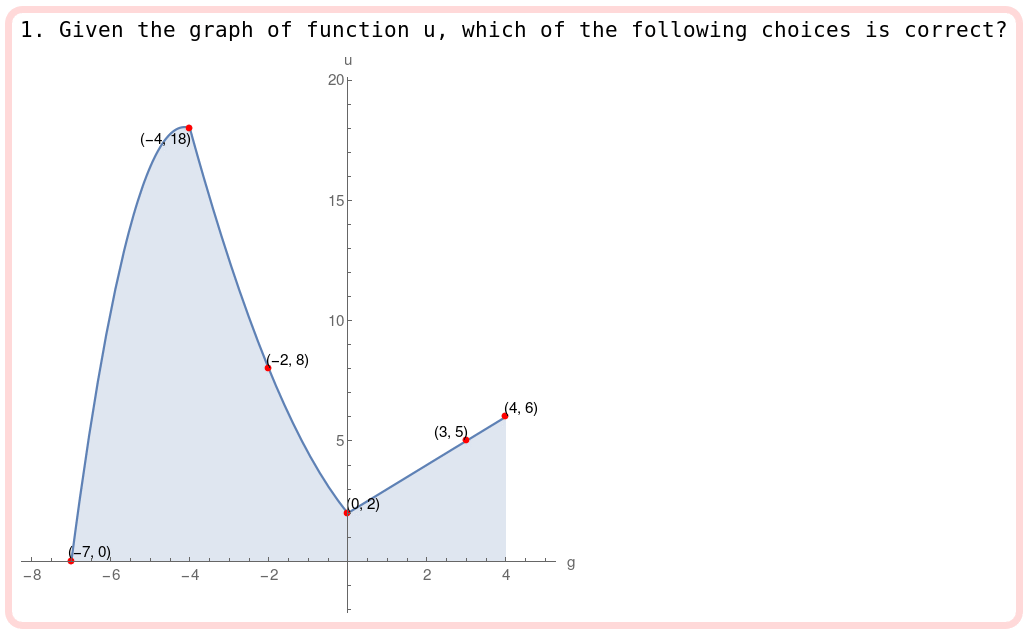 1. Given the graph of function u, which of the following choices is correct?
u
20
(−4, 18)
15
10
(−2, 8)
(4, 6)
(3, 5)
5
(0, 2)
(−7, 0)
g
−8 −6 −4 −2 2 4